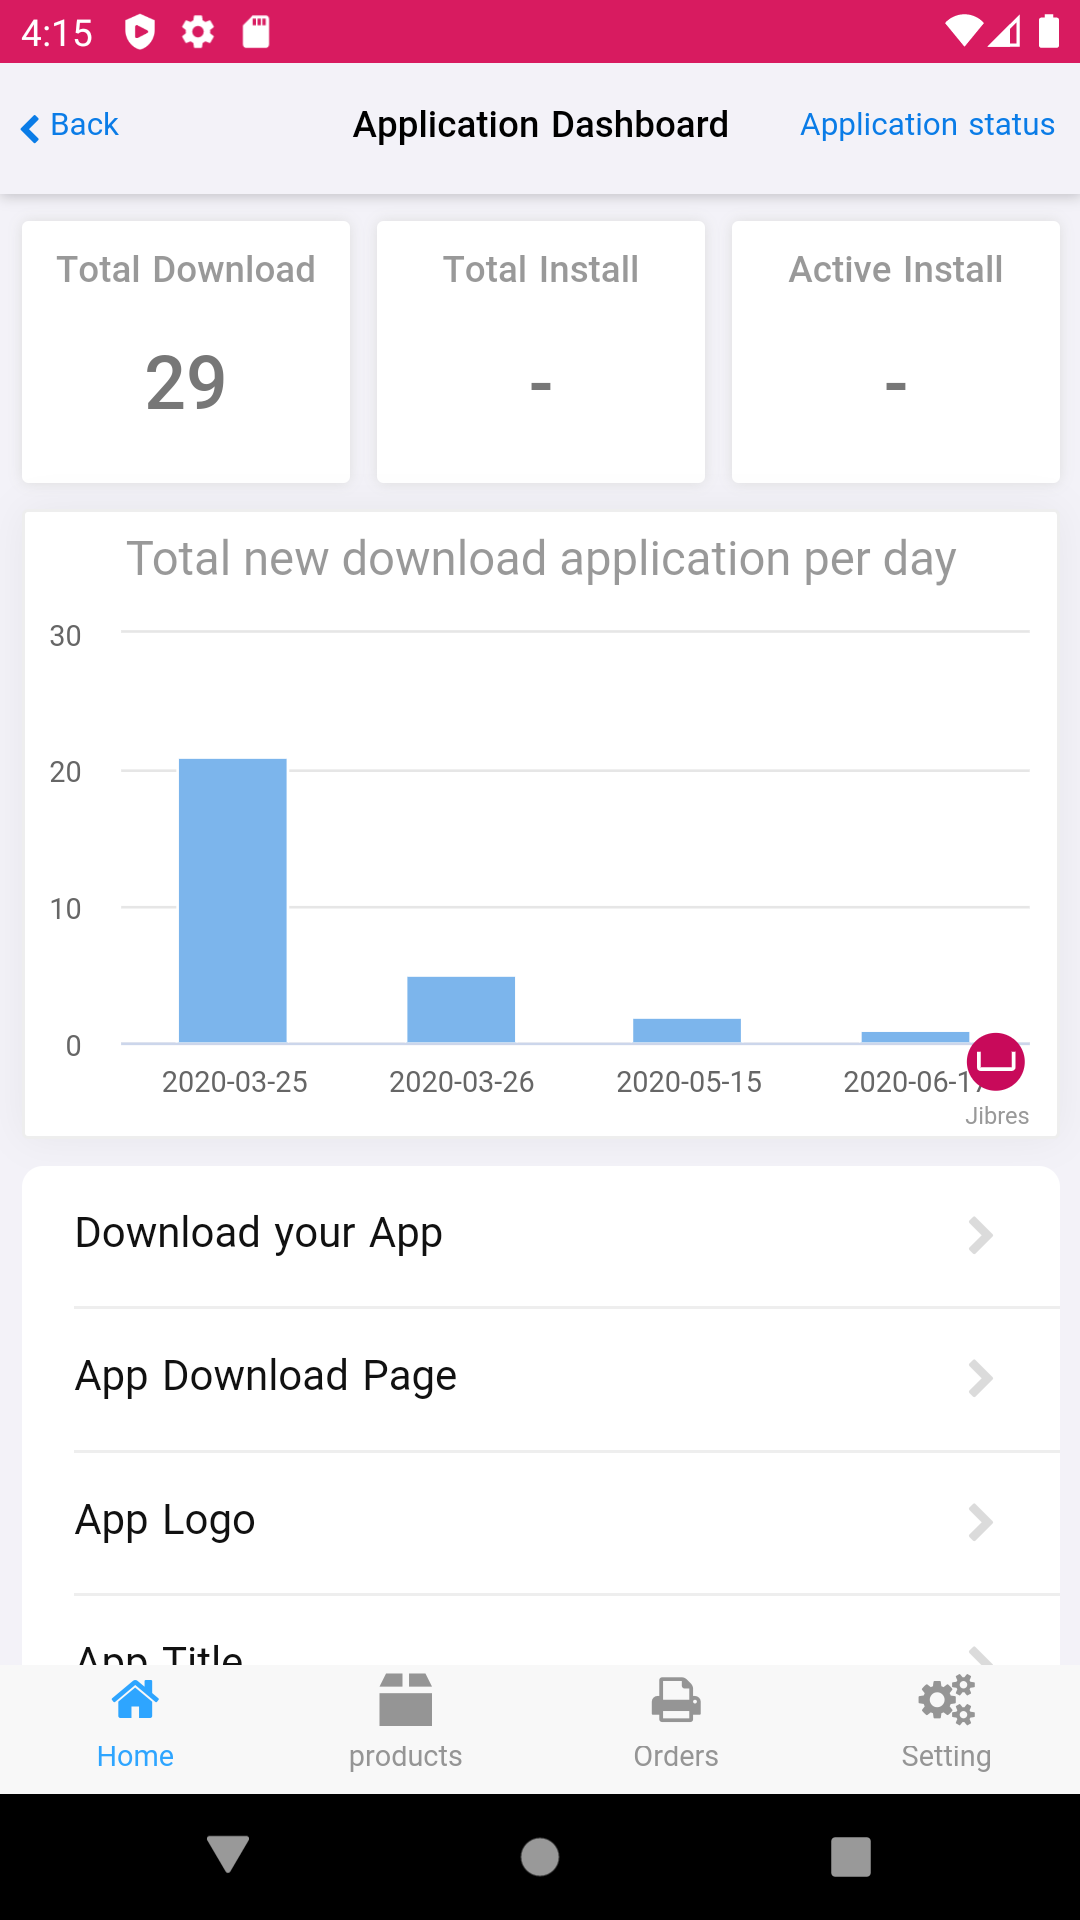 4:15
Back
Application Dashboard
Application status
Total Download
Total Install
Active Install
29
-
-
Total new download application per day
30
20
10
0
2020-03-25
2020-03-26
2020-05-15
2020-06-17
Jibres
Download your App
App Download Page
App Logo
App Title
Home
products
Orders
Setting